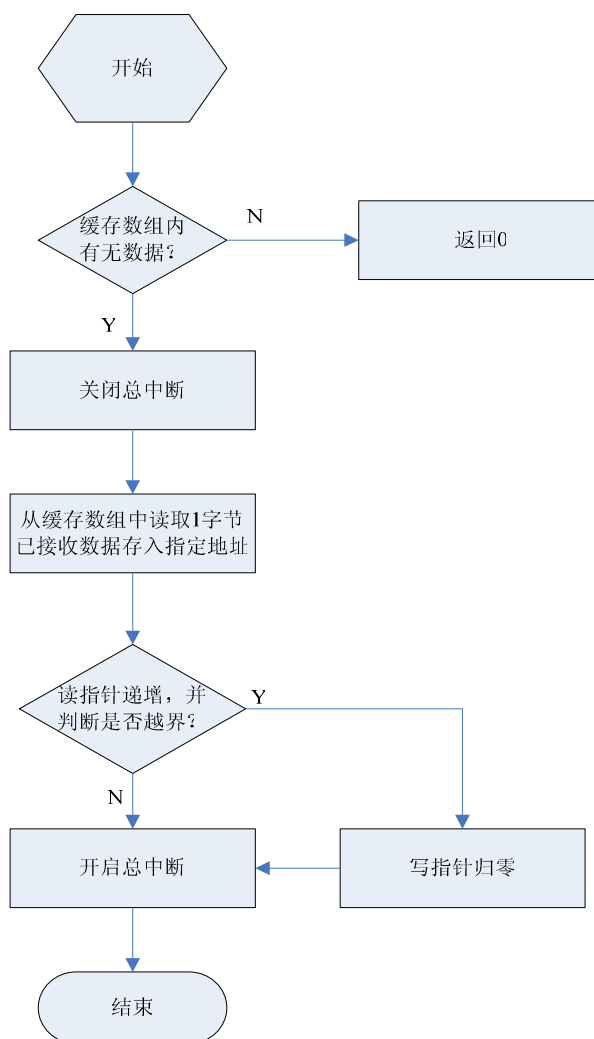 开始
缓存数组内
有无数据？
N
返回0
Y
关闭总中断
从缓存数组中读取1字节
已接收数据存入指定地址
读指针递增，并
判断是否越界？
Y
N
开启总中断
写指针归零
结束